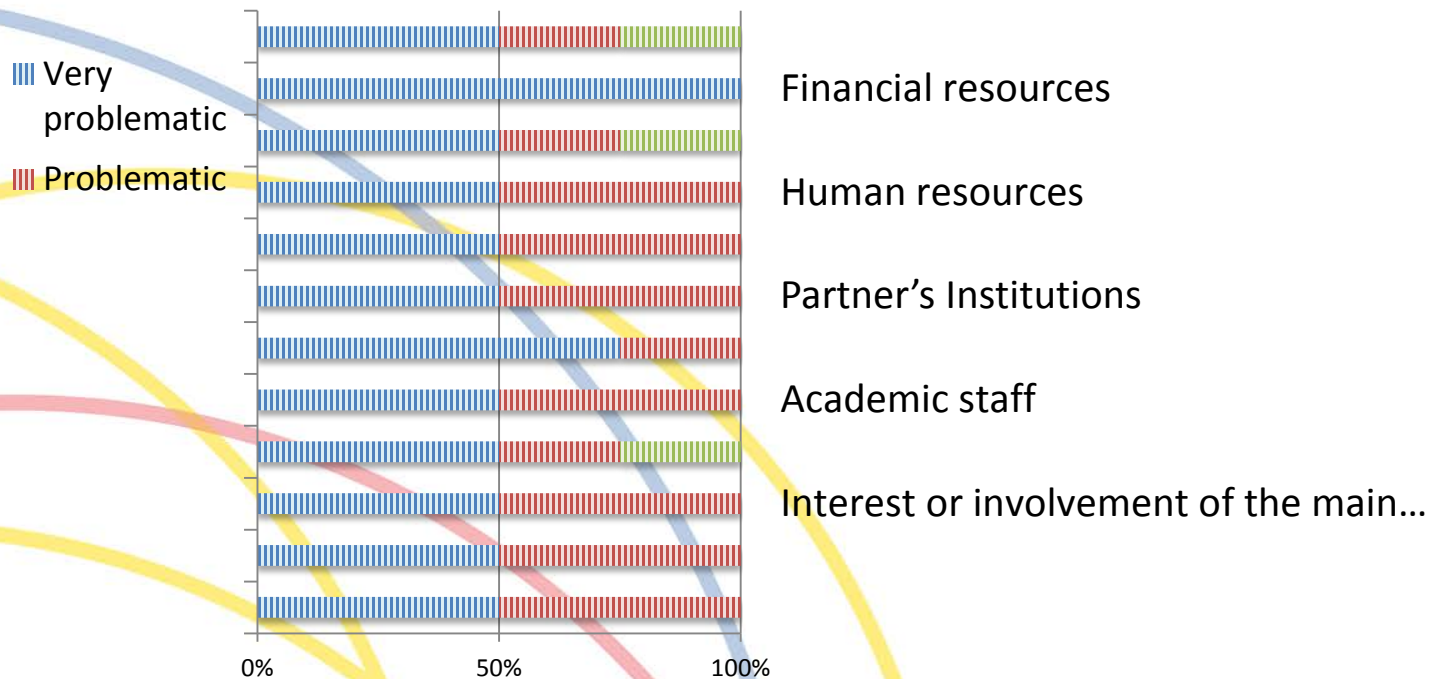 Very
problematic
Problematic
Financial resources
Human resources
Partner’s Institutions
Academic staff
Interest or involvement of the main…
0%
50%
100%